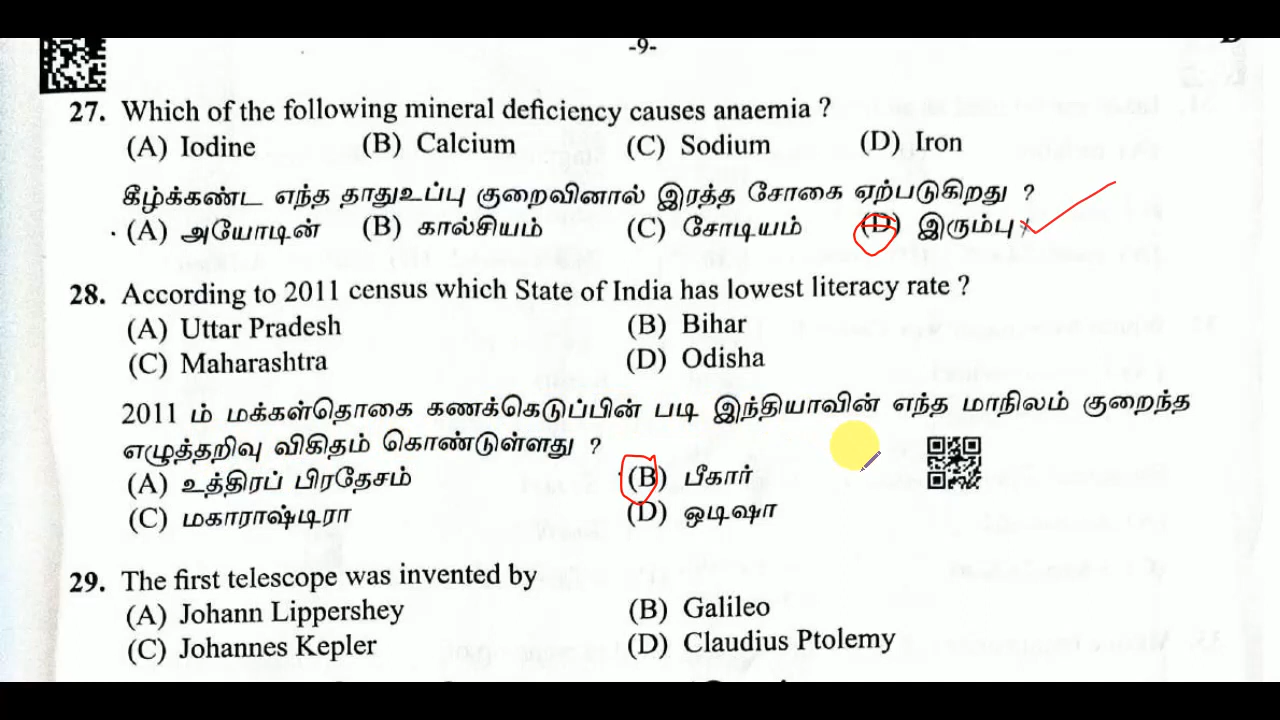 -9-
27. Which of the following mineral deficiency causes anaemia ?
(A) Iodine (B) Calcium (C) Sodium (D) Iron
கீழ்க்கண்ட எந்த தாதுஉப்பு குறைவினால் இரத்த சோகை ஏற்படுகிறது ?
(A) அயோடின் (B) கால்சியம் (C) சோடியம் (D) இரும்பு
28. According to 2011 census which State of India has lowest literacy rate ?
(A) Uttar Pradesh (B) Bihar
(C) Maharashtra (D) Odisha
2011 ம் மக்கள்தொகை கணக்கெடுப்பின் படி இந்தியாவின் எந்த மாநிலம் குறைந்த
எழுத்தறிவு விகிதம் கொண்டுள்ளது ?
(A) உத்திரப் பிரதேசம் (B) பீகார்
(C) மகாராஷ்டிரா (D) ஒடிஷா
29. The first telescope was invented by
(A) Johann Lippershey (B) Galileo
(C) Johannes Kepler (D) Claudius Ptolemy